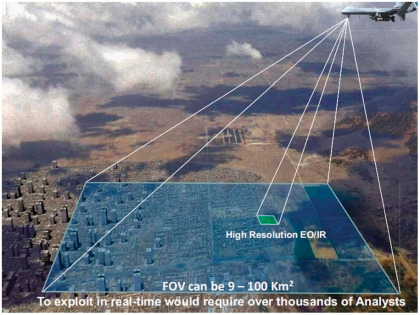 High Resolution EO/IR
FOV can be 9 – 100 Km²
To exploit in real-time would require over thousands of Analysts